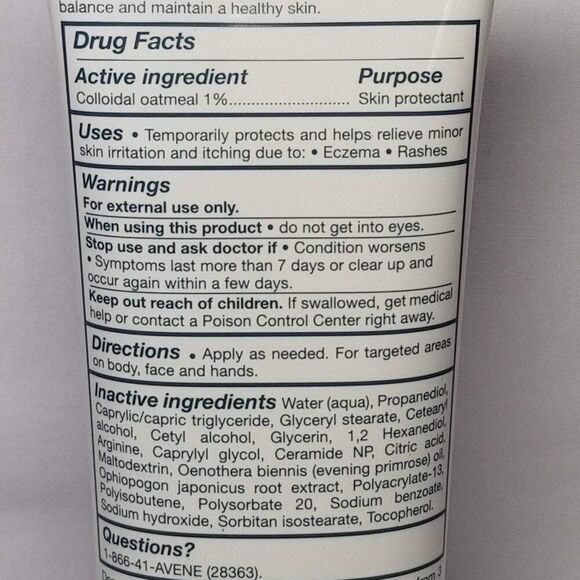 balance and maintain a healthy skin.
Drug Facts
Active ingredient Purpose
Colloidal oatmeal 1%.......................... Skin protectant
Uses • Temporarily protects and helps relieve minor
skin irritation and itching due to: • Eczema • Rashes
Warnings
For external use only.
When using this product • do not get into eyes.
Stop use and ask doctor if • Condition worsens
• Symptoms last more than 7 days or clear up and
occur again within a few days.
Keep out reach of children. If swallowed, get medical
help or contact a Poison Control Center right away.
Directions • Apply as needed. For targeted areas
on body, face and hands.
Inactive ingredients Water (aqua), Propanediol,
Caprylic/capric triglyceride, Glyceryl stearate, Cetearyl
alcohol, Cetyl alcohol, Glycerin, 1,2 Hexanediol,
Arginine, Caprylyl glycol, Ceramide NP, Citric acid,
Maltodextrin, Oenothera biennis (evening primrose) oil,
Ophiopogon japonicus root extract, Polyacrylate-13,
Polyisobutene, Polysorbate 20, Sodium benzoate,
Sodium hydroxide, Sorbitan isostearate, Tocopherol.
Questions?
1-866-41-AVENE (28363).
from 3